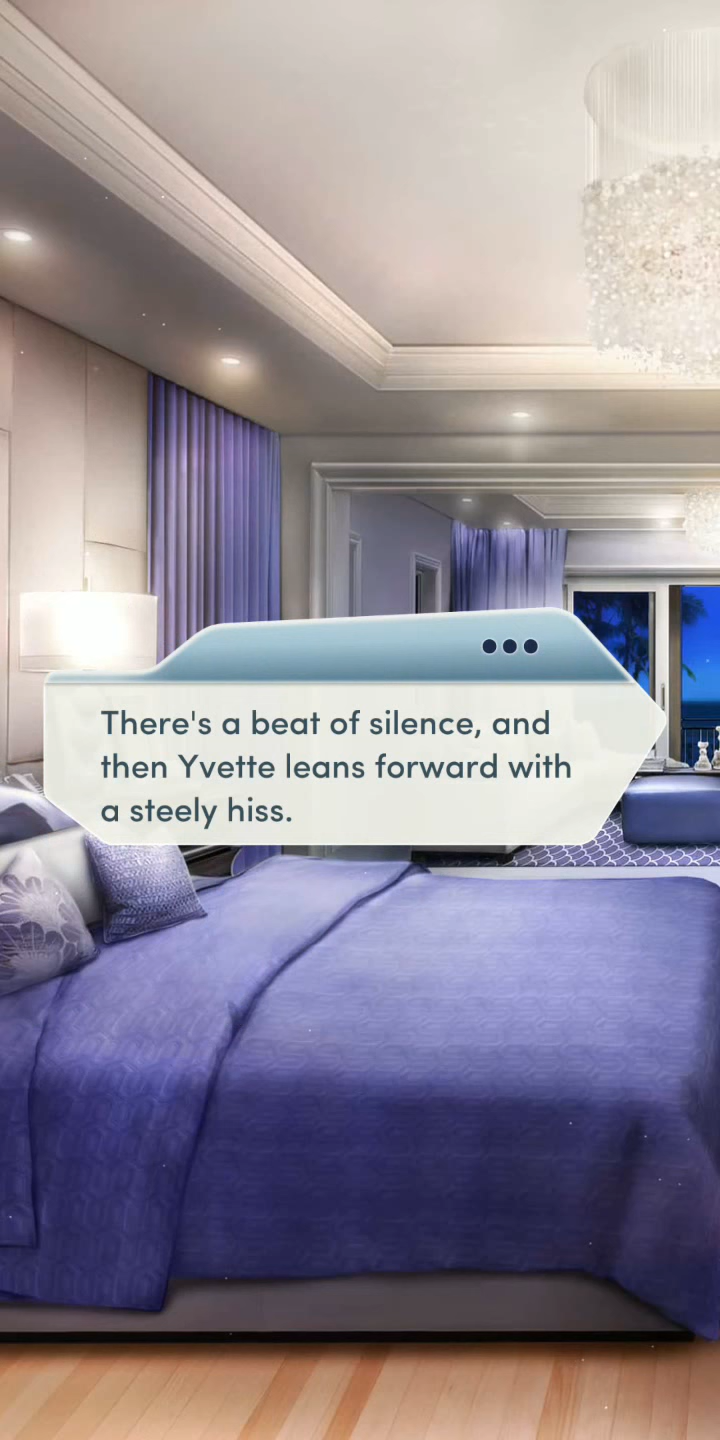 There's a beat of silence, and
then Yvette leans forward with
a steely hiss.